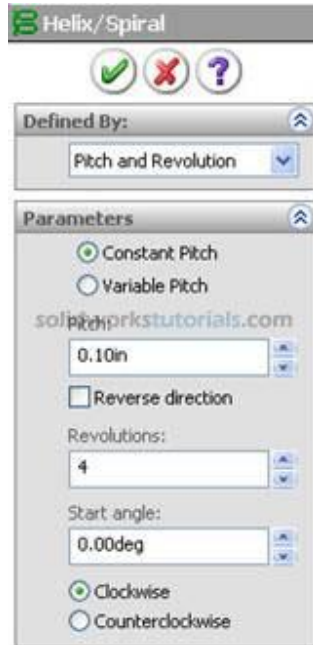 Helix/Spiral
?
Defined By:
Pitch and Revolution
Parameters
Constant Pitch
Variable Pitch
solidworkstutorials.com
Pitch:
0.10in
Reverse direction
Revolutions:
4
Start angle:
0.00deg
Clockwise
Counterclockwise